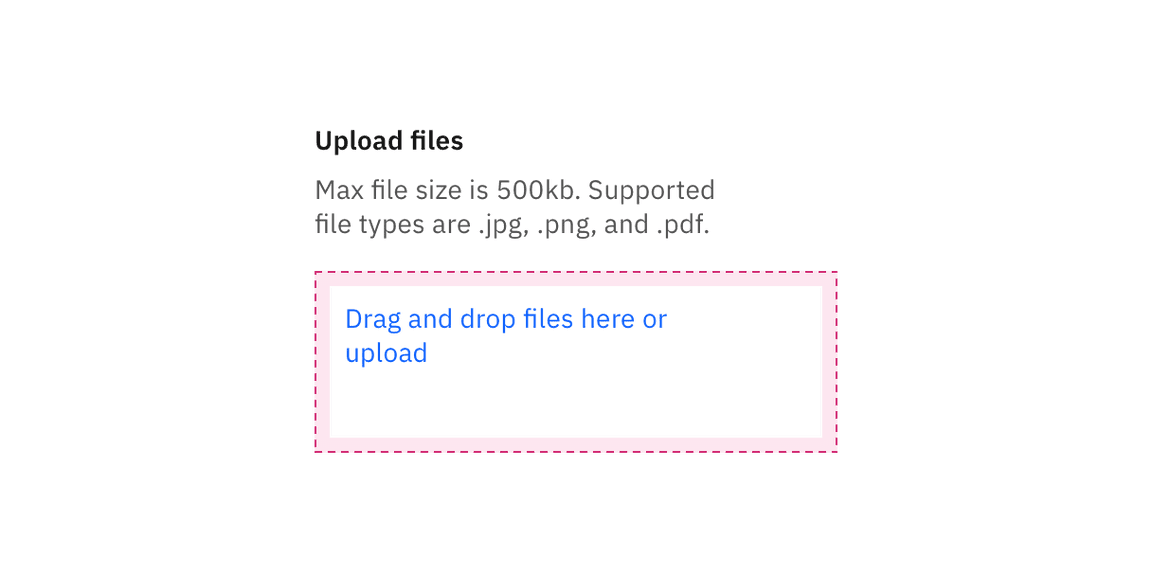 Upload files
Max file size is 500kb. Supported
file types are .jpg, .png, and .pdf.
Drag and drop files here or
upload